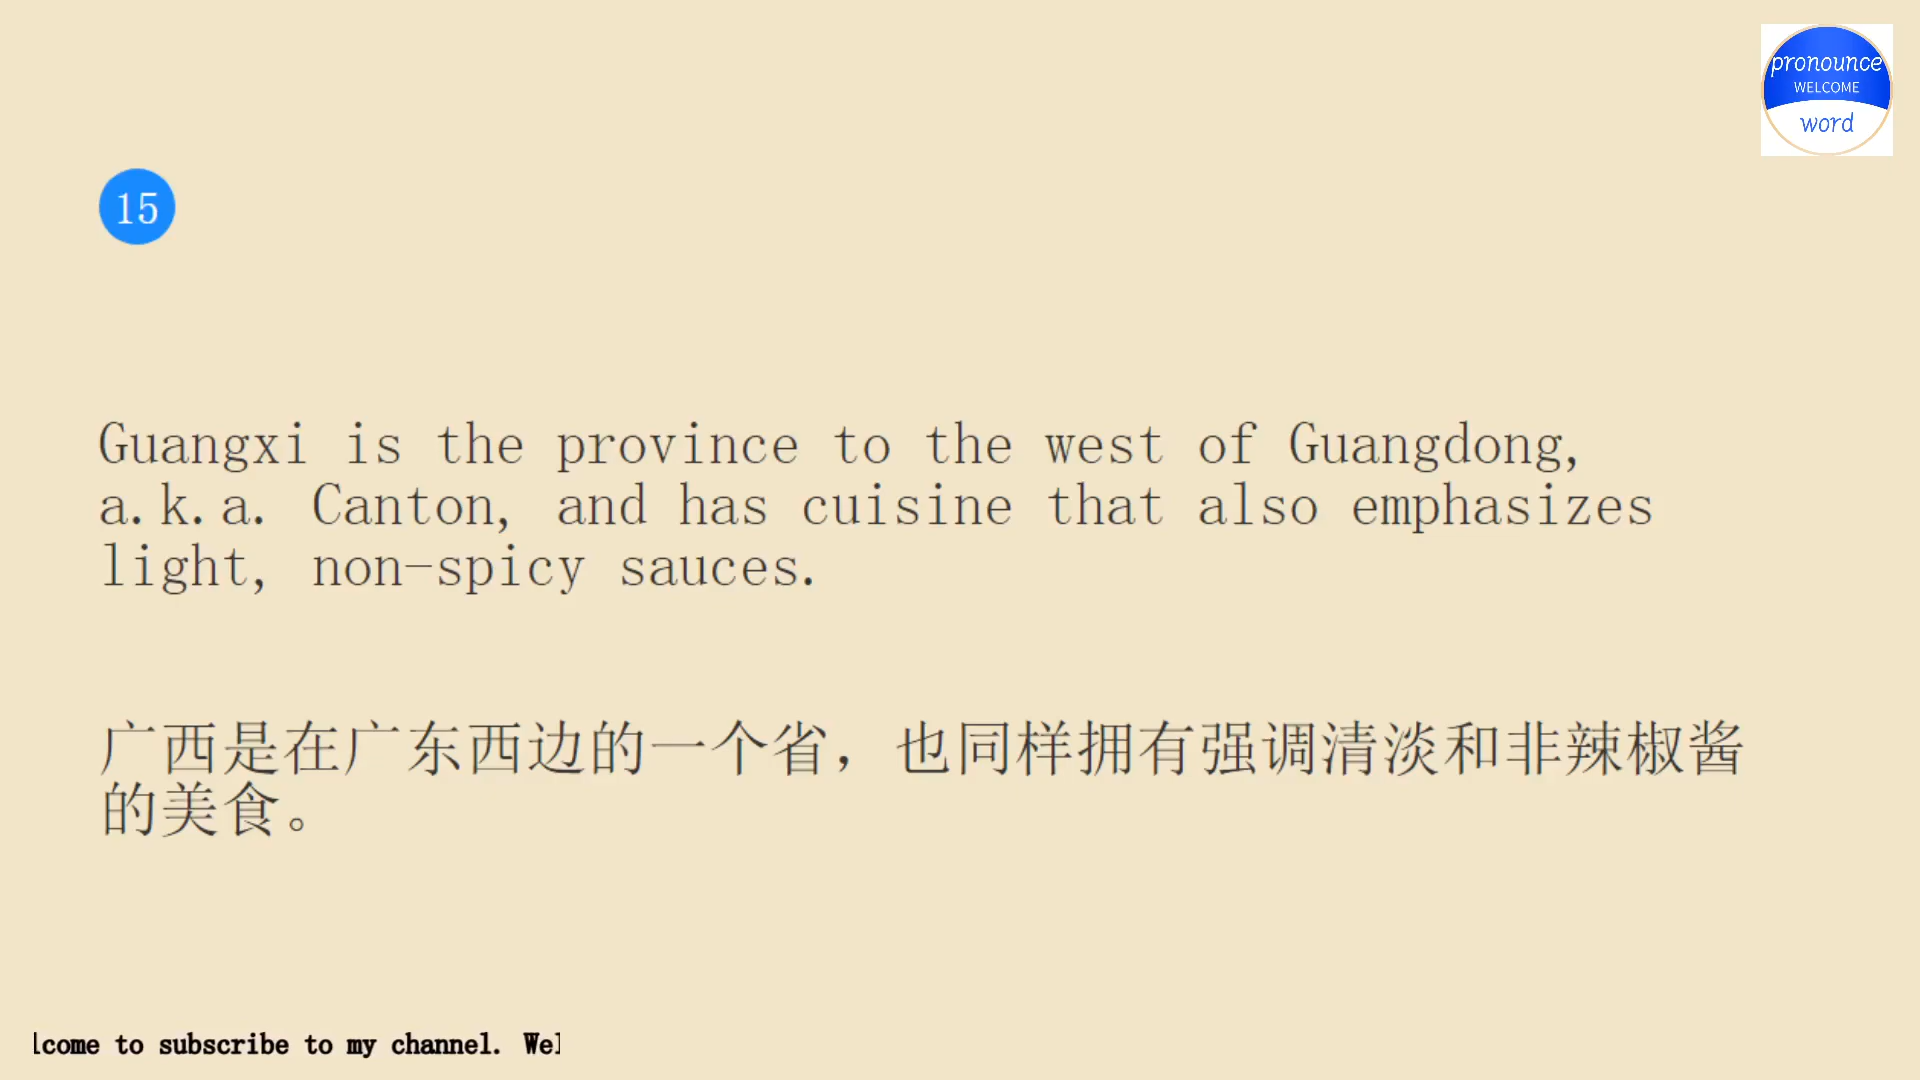 pronounce
WELCOME
word
15
Guangxi is the province to the west of Guangdong,
a.k.a. Canton, and has cuisine that also emphasizes
light, non-spicy sauces.
广西是在广东西边的一个省，也同样拥有强调清淡和非辣椒酱
的美食。
lcome to subscribe to my channel. Wel